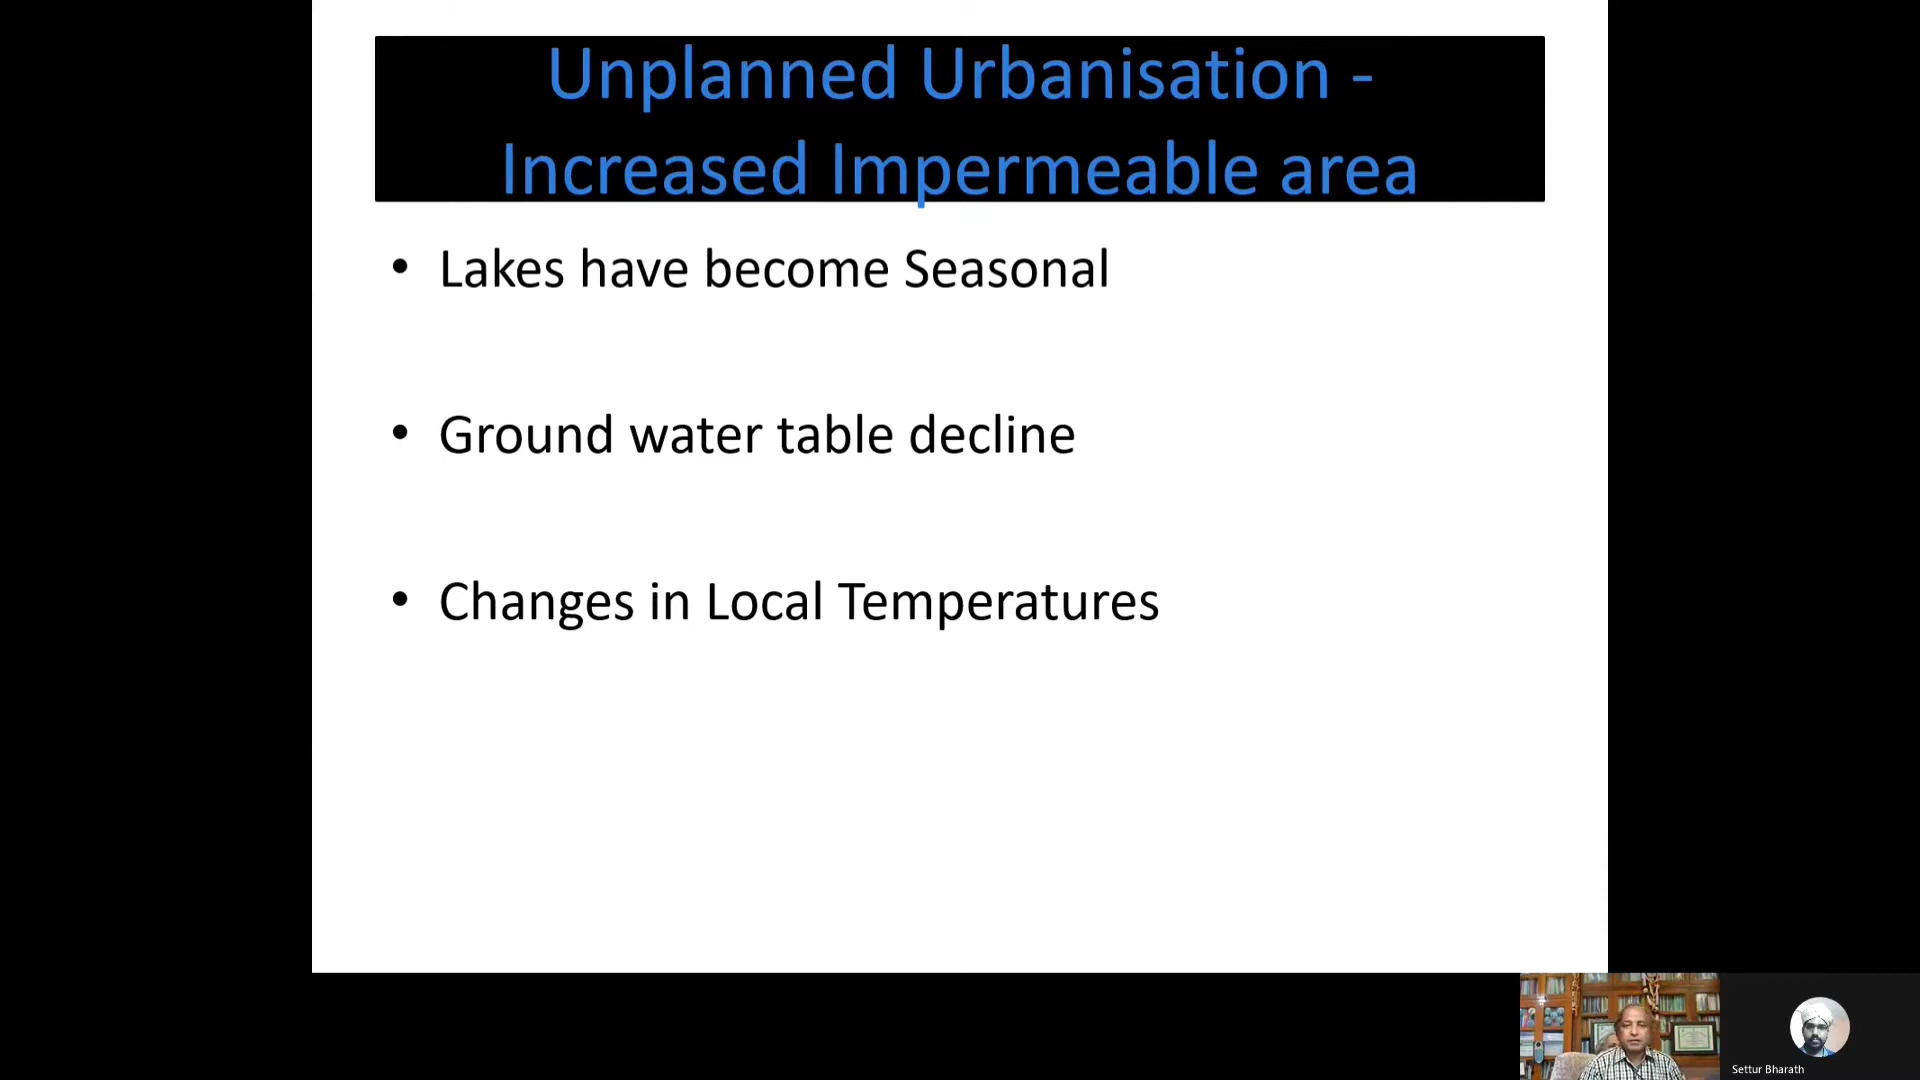 Unplanned Urbanisation -
Increased Impermeable area
• Lakes have become Seasonal
• Ground water table decline
• Changes in Local Temperatures
Settur Bharath